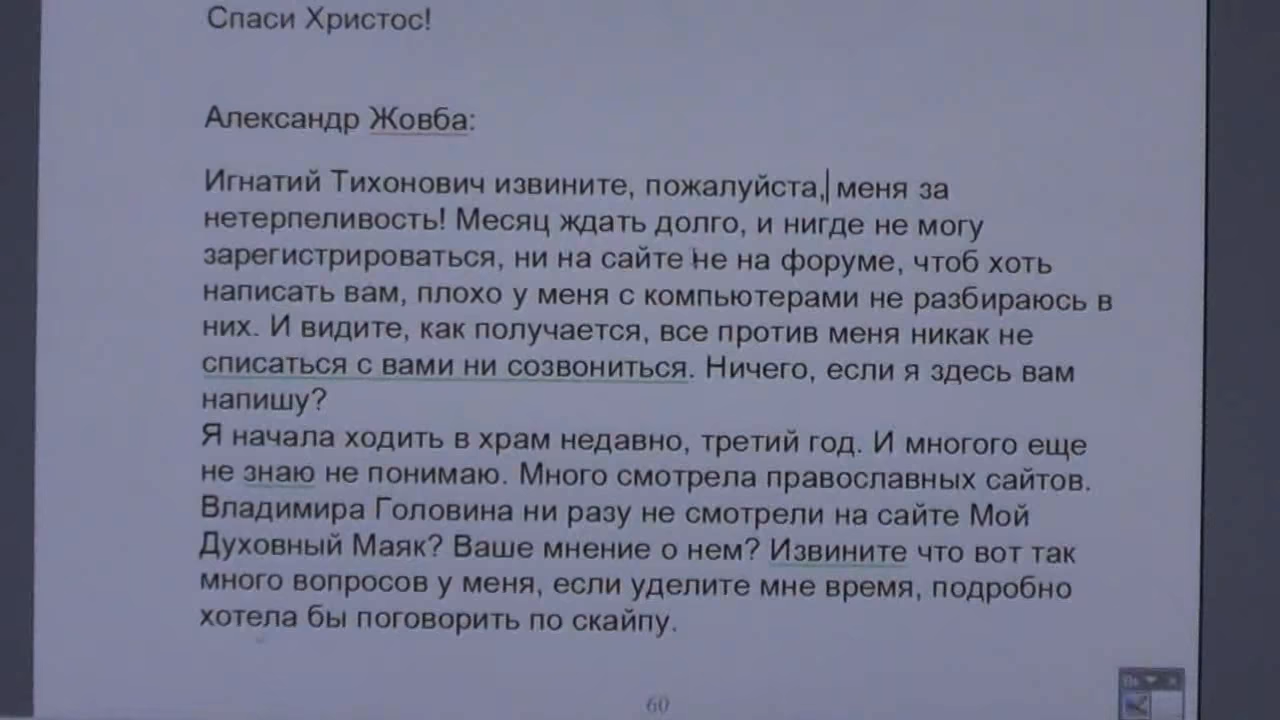 Спаси Христос!
Александр Жовба:
Игнатий Тихонович извините, пожалуйста, меня за
нетерпеливость! Месяц ждать долго, и нигде не могу
зарегистрироваться, ни на сайте не на форуме, чтоб хоть
написать вам, плохо у меня с компьютерами не разбираюсь в
них. И видите, как получается, все против меня никак не
списаться с вами ни созвониться. Ничего, если я здесь вам
напишу?
Я начала ходить в храм недавно, третий год. И многого еще
не знаю не понимаю. Много смотрела православных сайтов.
Владимира Головина ни разу не смотрели на сайте Мой
Духовный Маяк? Ваше мнение о нем? Извините что вот так
много вопросов у меня, если уделите мне время, подробно
хотела бы поговорить по скайпу.
60